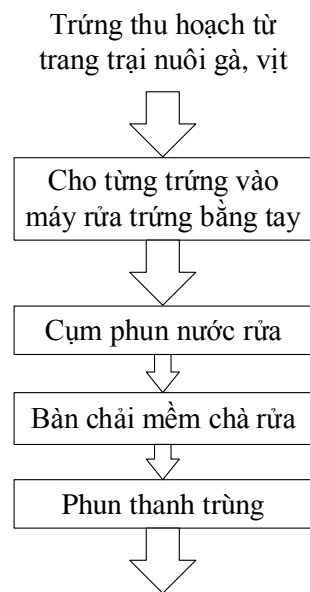 Trứng thu hoạch từ
trang trại nuôi gà, vịt
Cho từng trứng vào
máy rửa trứng bằng tay
Cụm phun nước rửa
Bàn chải mềm chà rửa
Phun thanh trùng